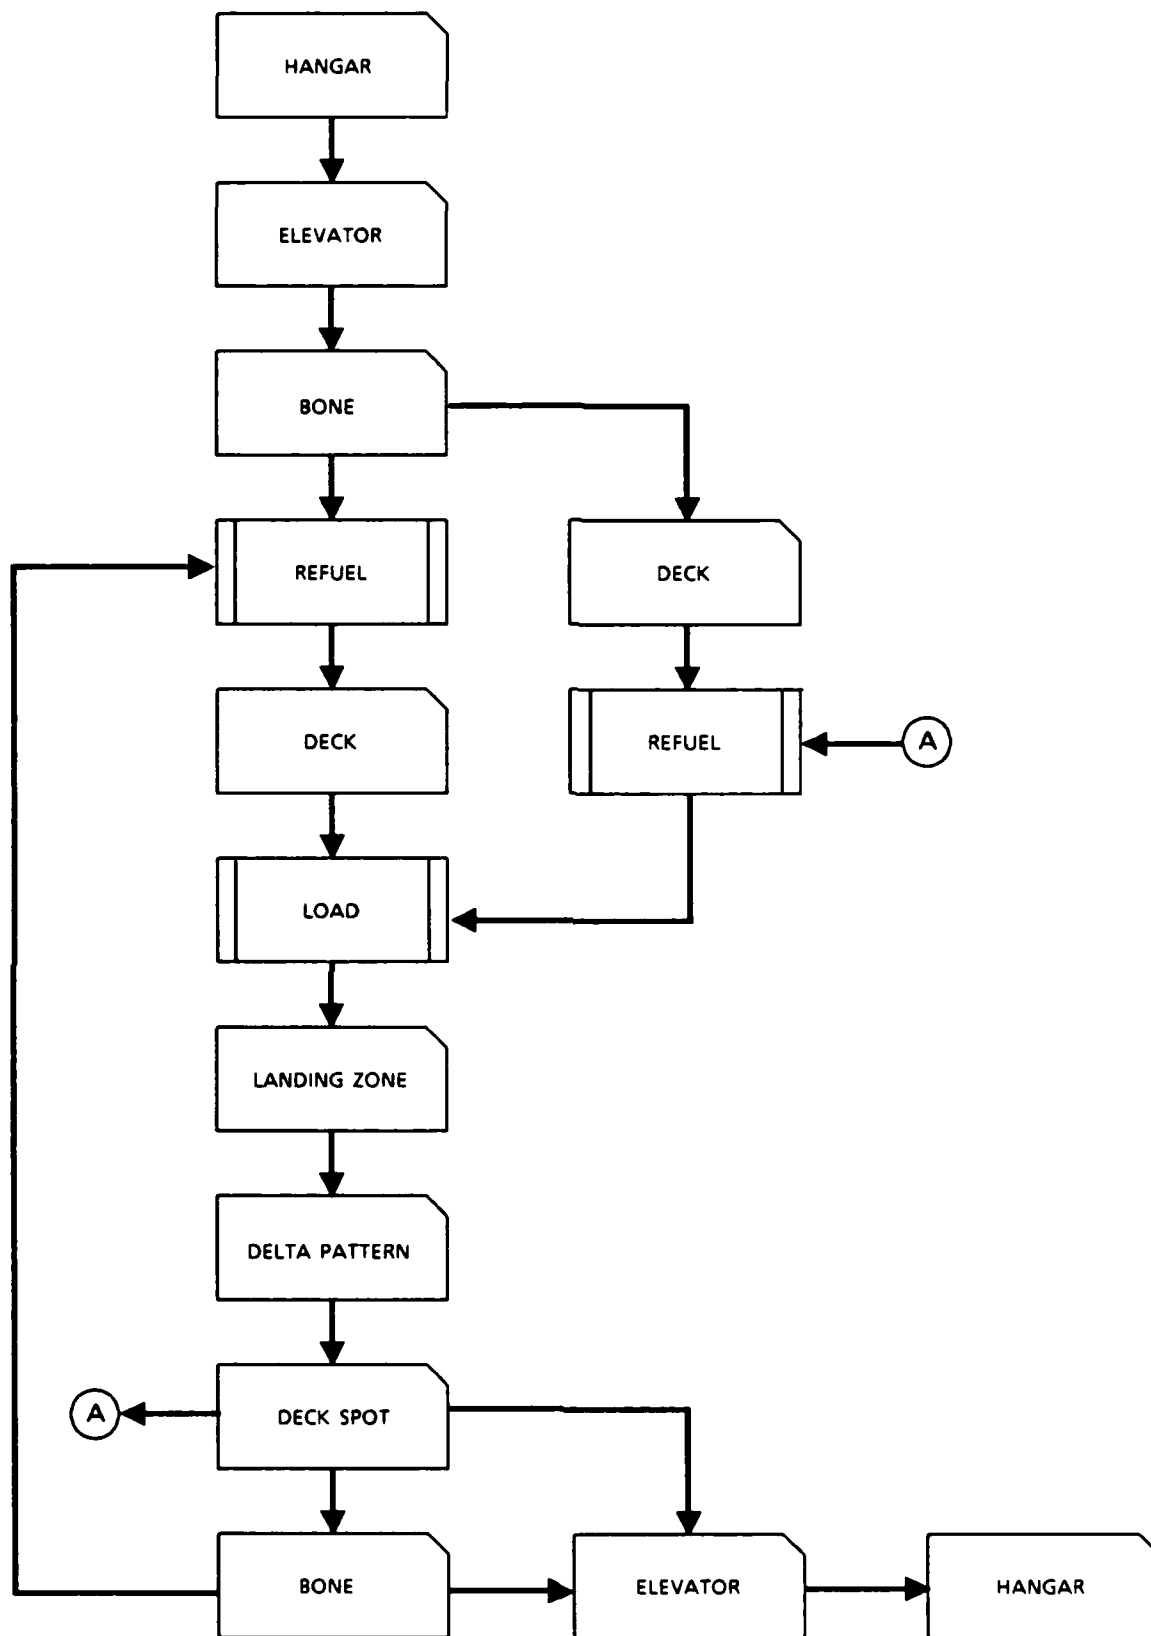 HANGAR
ELEVATOR
BONE
REFUEL
DECK
DECK
REFUEL
A
LOAD
LANDING ZONE
DELTA PATTERN
A
DECK SPOT
BONE
ELEVATOR
HANGAR